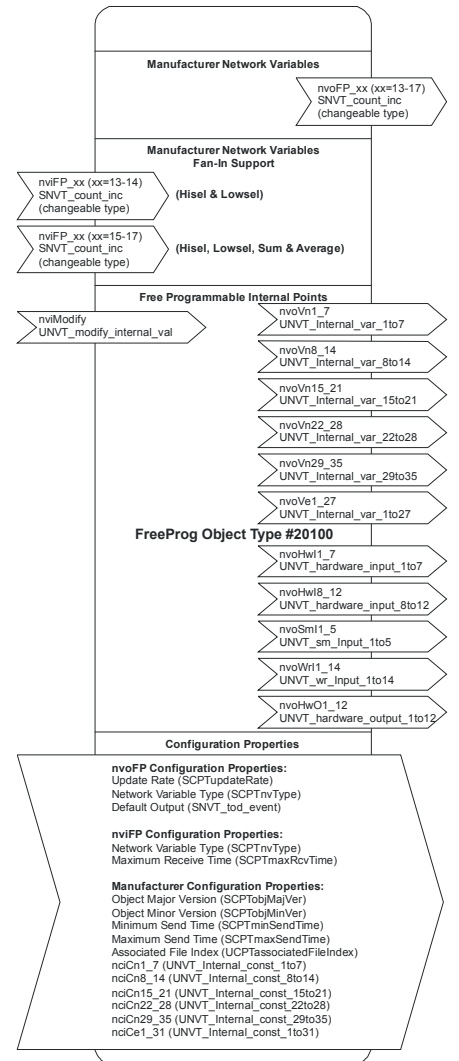 Manufacturer Network Variables
nvoFP_xx (xx=13-17)
SNVT_count_inc
(changeable type)
Manufacturer Network Variables
Fan-In Support
nviFP_xx (xx=13-14)
SNVT_count_inc
(changeable type)
(Hisel & Lowsel)
nviFP_xx (xx=15-17)
SNVT_count_inc
(changeable type)
(Hisel, Lowsel, Sum & Average)
Free Programmable Internal Points
nviModify
UNVT_modify_internal_val
nvoVn1_7
UNVT_Internal_var_1to7
nvoVn8_14
UNVT_Internal_var_8to14
nvoVn15_21
UNVT_Internal_var_15to21
nvoVn22_28
UNVT_Internal_var_22to28
nvoVn29_35
UNVT_Internal_var_29to35
nvoVe1_27
UNVT_Internal_var_1to27
FreeProg Object Type #20100
nvoHwI1_7
UNVT_hardware_input_1to7
nvoHwI8_12
UNVT_hardware_input_8to12
nvoSmI1_5
UNVT_sm_Input_1to5
nvoWrI1_14
UNVT_wr_Input_1to14
nvoHwO1_12
UNVT_hardware_output_1to12
Configuration Properties
nvoFP Configuration Properties:
Update Rate (SCPTupdateRate)
Network Variable Type (SCPTnvType)
Default Output (SNVT_tod_event)
nviFP Configuration Properties:
Network Variable Type (SCPTnvType)
Maximum Receive Time (SCPTmaxRcvTime)
Manufacturer Configuration Properties:
Object Major Version (SCPTobjMajVer)
Object Minor Version (SCPTobjMinVer)
Minimum Send Time (SCPTminSendTime)
Maximum Send Time (SCPTmaxSendTime)
Associated File Index (UCPTassociatedFileIndex)
nciCn1_7 (UNVT_Internal_const_1to7)
nciCn8_14 (UNVT_Internal_const_8to14)
nciCn15_21 (UNVT_Internal_const_15to21)
nciCn22_28 (UNVT_Internal_const_22to28)
nciCn29_35 (UNVT_Internal_const_29to35)
nciCe1_31 (UNVT_Internal_const_1to31)